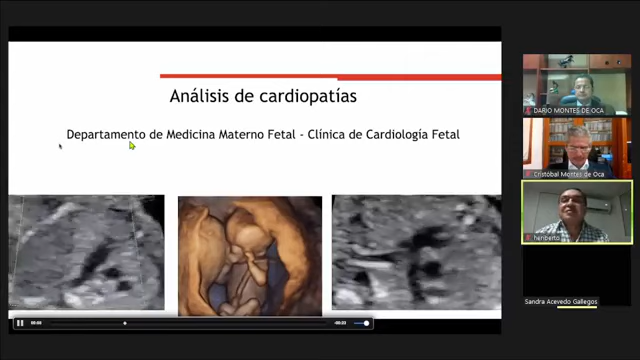 Análisis de cardiopatías
Departamento de Medicina Materno Fetal - Clínica de Cardiología Fetal
DARIO MONTES DE OCA
Cristóbal Montes de Oca
heriberto
Sandra Acevedo Gallegos